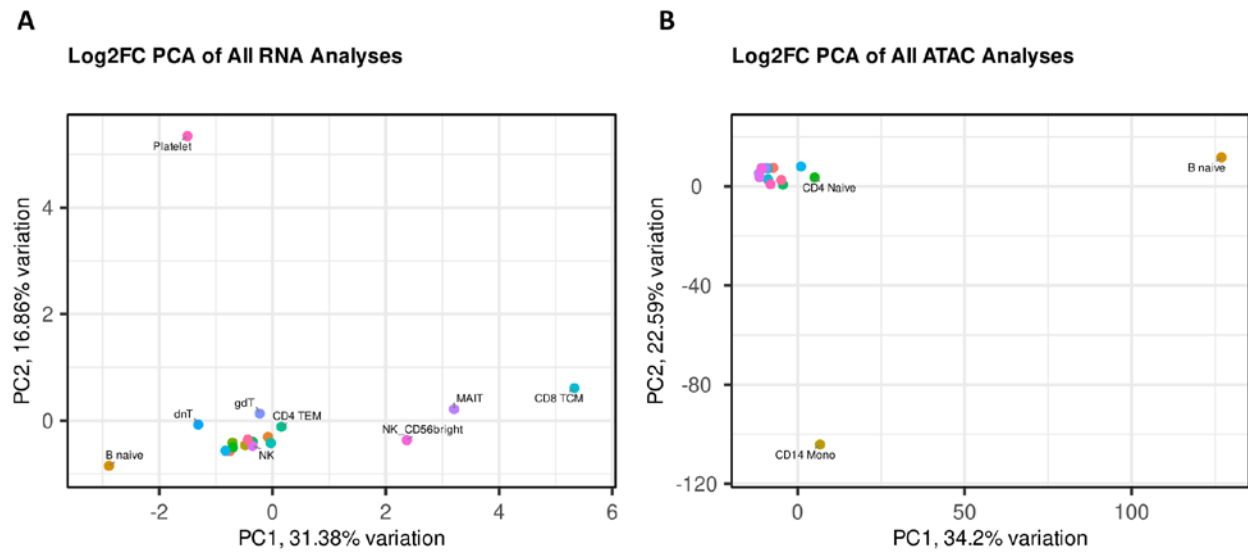 A
Log2FC PCA of All RNA Analyses
PC2, 16.86% variation
4
2
0
Platelet
dnT
gdT
CD4 TEM
NK
B naive
NK_CD56bright
MAIT
CD8 TCM
-2
0
2
4
6
PC1, 31.38% variation
B
Log2FC PCA of All ATAC Analyses
PC2, 22.59% variation
0
-40
-80
-120
CD4 Naive
B naive
CD14 Mono
0
50
100
PC1, 34.2% variation